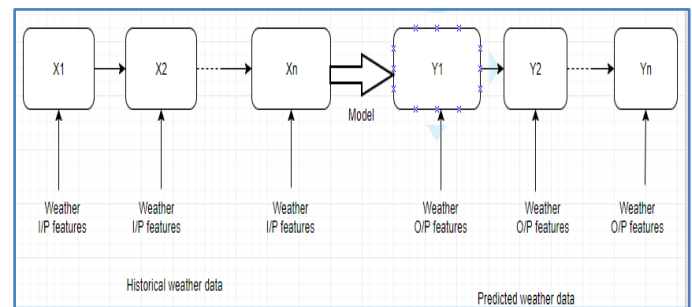 X1
X2
Xn
Y1
Y2
Yn
Model
Weather
I/P features
Weather
I/P features
Weather
I/P features
Weather
O/P features
Weather
O/P features
Weather
O/P features
Historical weather data
Predicted weather data